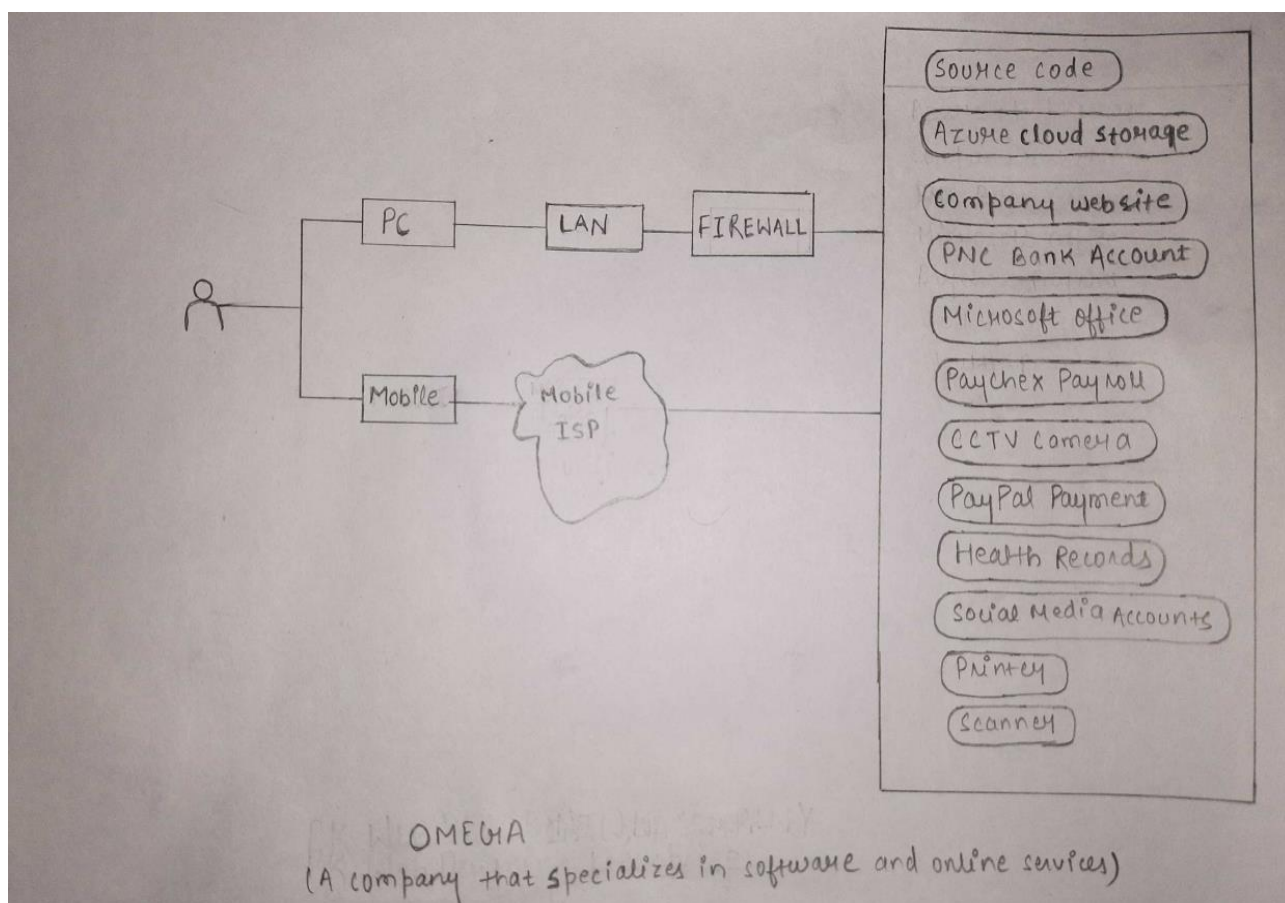 Source code
Azure cloud storage
Company website
PC
LAN
FIREWALL
PNC Bank Account
Microsoft office
Mobile
Mobile
ISP
Paychex Payroll
CCTV Camera
PayPal Payment
Health Records
Social Media Accounts
Printer
Scanner
OMEGA
(A company that specializes in software and online services)